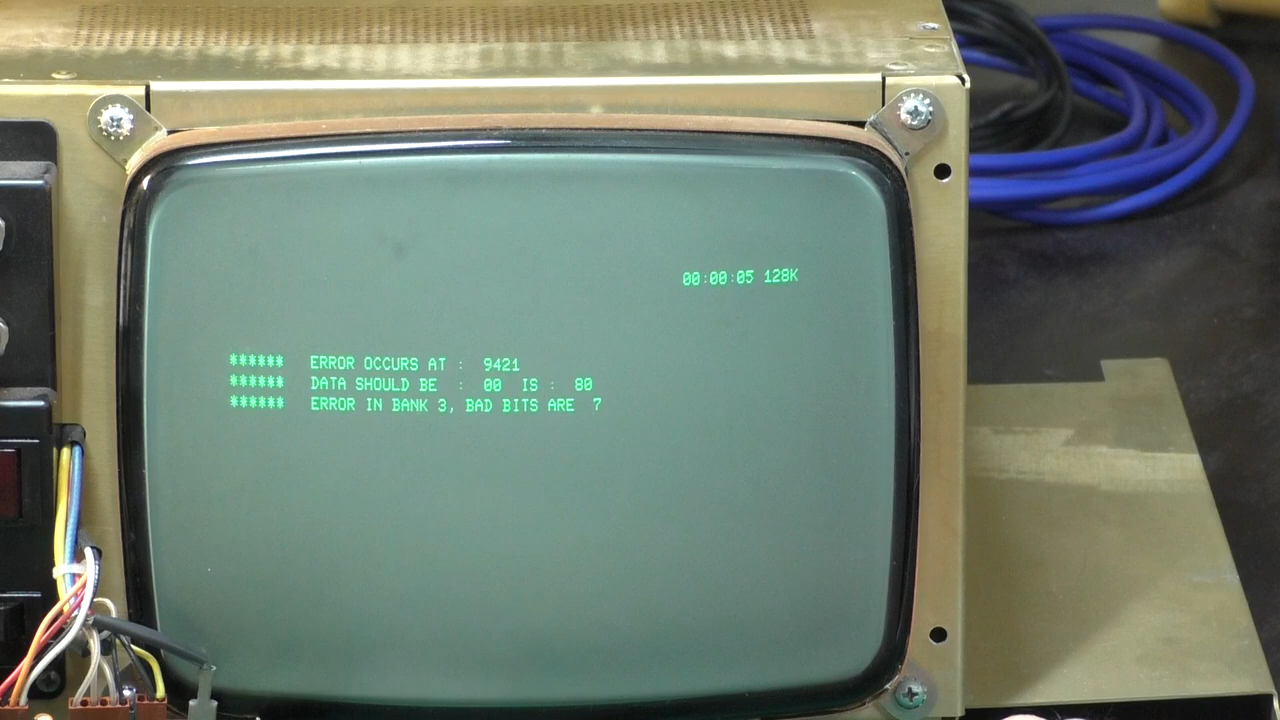 00:00:05 128K
****** ERROR OCCURS AT : 9421
****** DATA SHOULD BE : 00 IS : 80
****** ERROR IN BANK 3, BAD BITS ARE 7